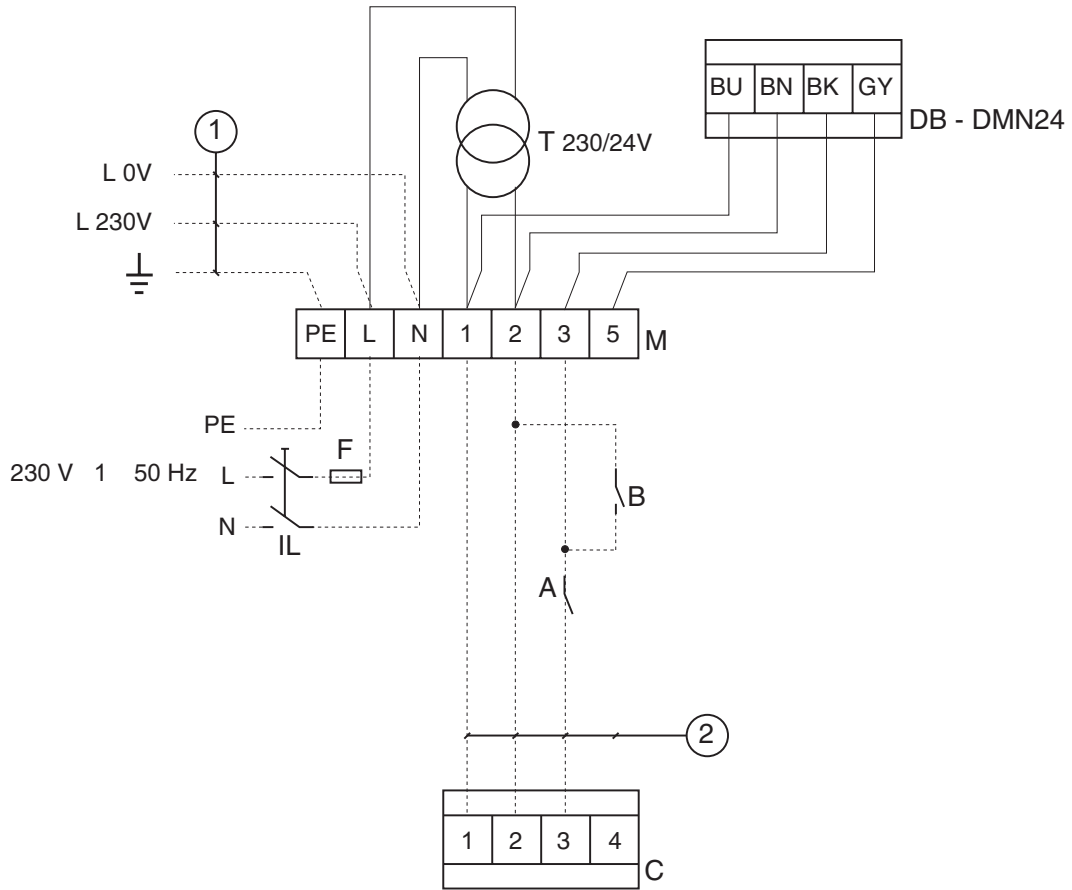 BU BN BK GY
DB - DMN24
1
T 230/24V
L 0V
L 230V
PE L N 1 2 3 5
M
PE
F
230 V 1 50 Hz L
B
N
IL
A
2
1 2 3 4
C